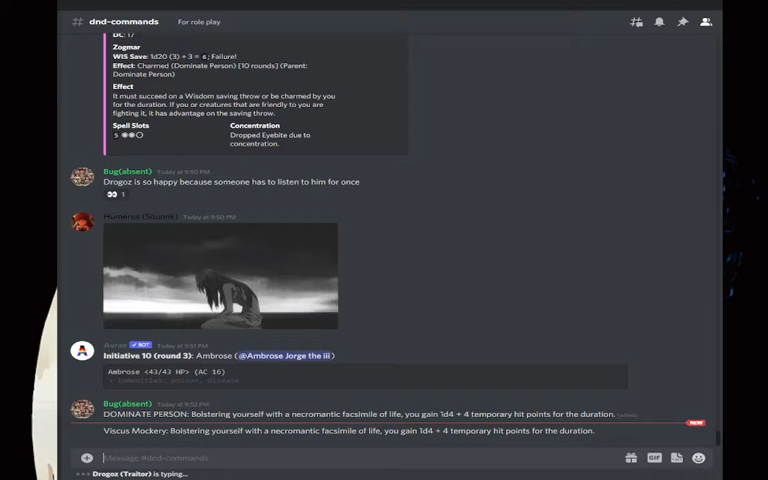 # dnd-commands For role play
DC: 17
Zogmar
WIS Save: 1d20 (3) + 3 = 6; Failure!
Effect: Charmed (Dominate Person) [10 rounds] (Parent:
Dominate Person)
Effect
It must succeed on a Wisdom saving throw or be charmed by you
for the duration. If you or creatures that are friendly to you are
fighting it, it has advantage on the saving throw.
Spell Slots Concentration
5 Dropped Eyebite due to
concentration.
Bug(absent) Today at 9:50 PM
Drogoz is so happy because someone has to listen to him for once
1
Humerus (Squonk) Today at 9:50 PM
Avrae BOT Today at 9:51 PM
Initiative 10 (round 3): Ambrose (@Ambrose Jorge the iii)
Ambrose <43/43 HP> (AC 16)
Immunities: poison, disease
Bug(absent) Today at 9:52 PM
DOMINATE PERSON: Bolstering yourself with a necromantic facsimile of life, you gain 1d4 + 4 temporary hit points for the duration. (edited)
NEW
Viscus Mockery: Bolstering yourself with a necromantic facsimile of life, you gain 1d4 + 4 temporary hit points for the duration.
Message #dnd-commands
GIF
Drogoz (Traitor) is typing...